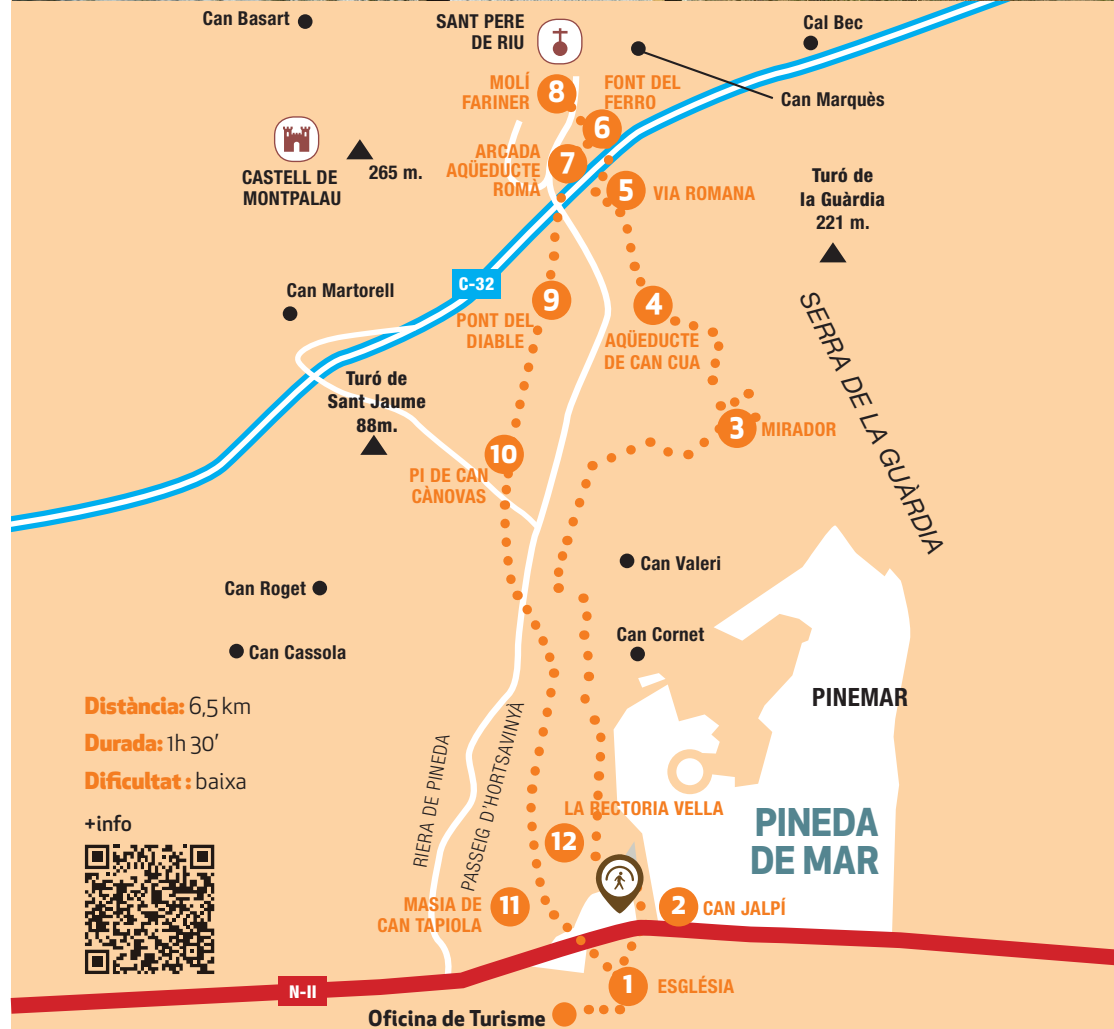 Can Basart
SANT PERE
DE RIU
Cal Bec
MOLÍ
FARINER
8
FONT DEL
FERRO
6
Can Marquès
CASTELL DE
MONTPALAU
265 m.
ARCADA
AQÜEDUCTE
ROMÀ
7
5
VIA ROMANA
Turó de
la Guàrdia
221 m.
C-32
Can Martorell
9
PONT DEL
DIABLE
4
AQÜEDUCTE
DE CAN CUA
SERRA DE LA GUÀRDIA
Turó de
Sant Jaume
88m.
3
MIRADOR
10
PI DE CAN
CÀNOVAS
Can Valeri
Can Roget
Can Cornet
Can Cassola
PINEMAR
Distància: 6,5 km
Durada: 1h 30'
Dificultat : baixa
+info
RIERA DE PINEDA
PASSEIG D'HORTSAVINYÀ
LA RECTORIA VELLA
12
PINEDA
DE MAR
MASIA DE
CAN TAPIOLA
11
2
CAN JALPÍ
N-II
1
ESGLÉSIA
Oficina de Turisme